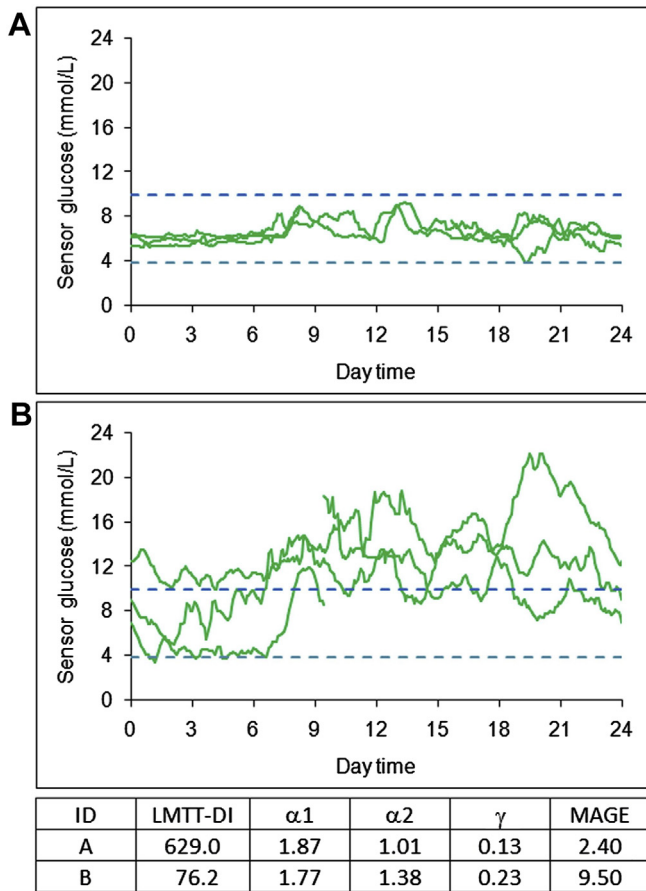 A
24
20
16
12
8
4
0
Sensor glucose (mmol/L)
0 3 6 9 12 15 18 21 24
Day time
B
24
20
16
12
8
4
0
Sensor glucose (mmol/L)
0 3 6 9 12 15 18 21 24
Day time
ID LMTT-DI α1 α2 γ MAGE
A 629.0 1.87 1.01 0.13 2.40
B 76.2 1.77 1.38 0.23 9.50